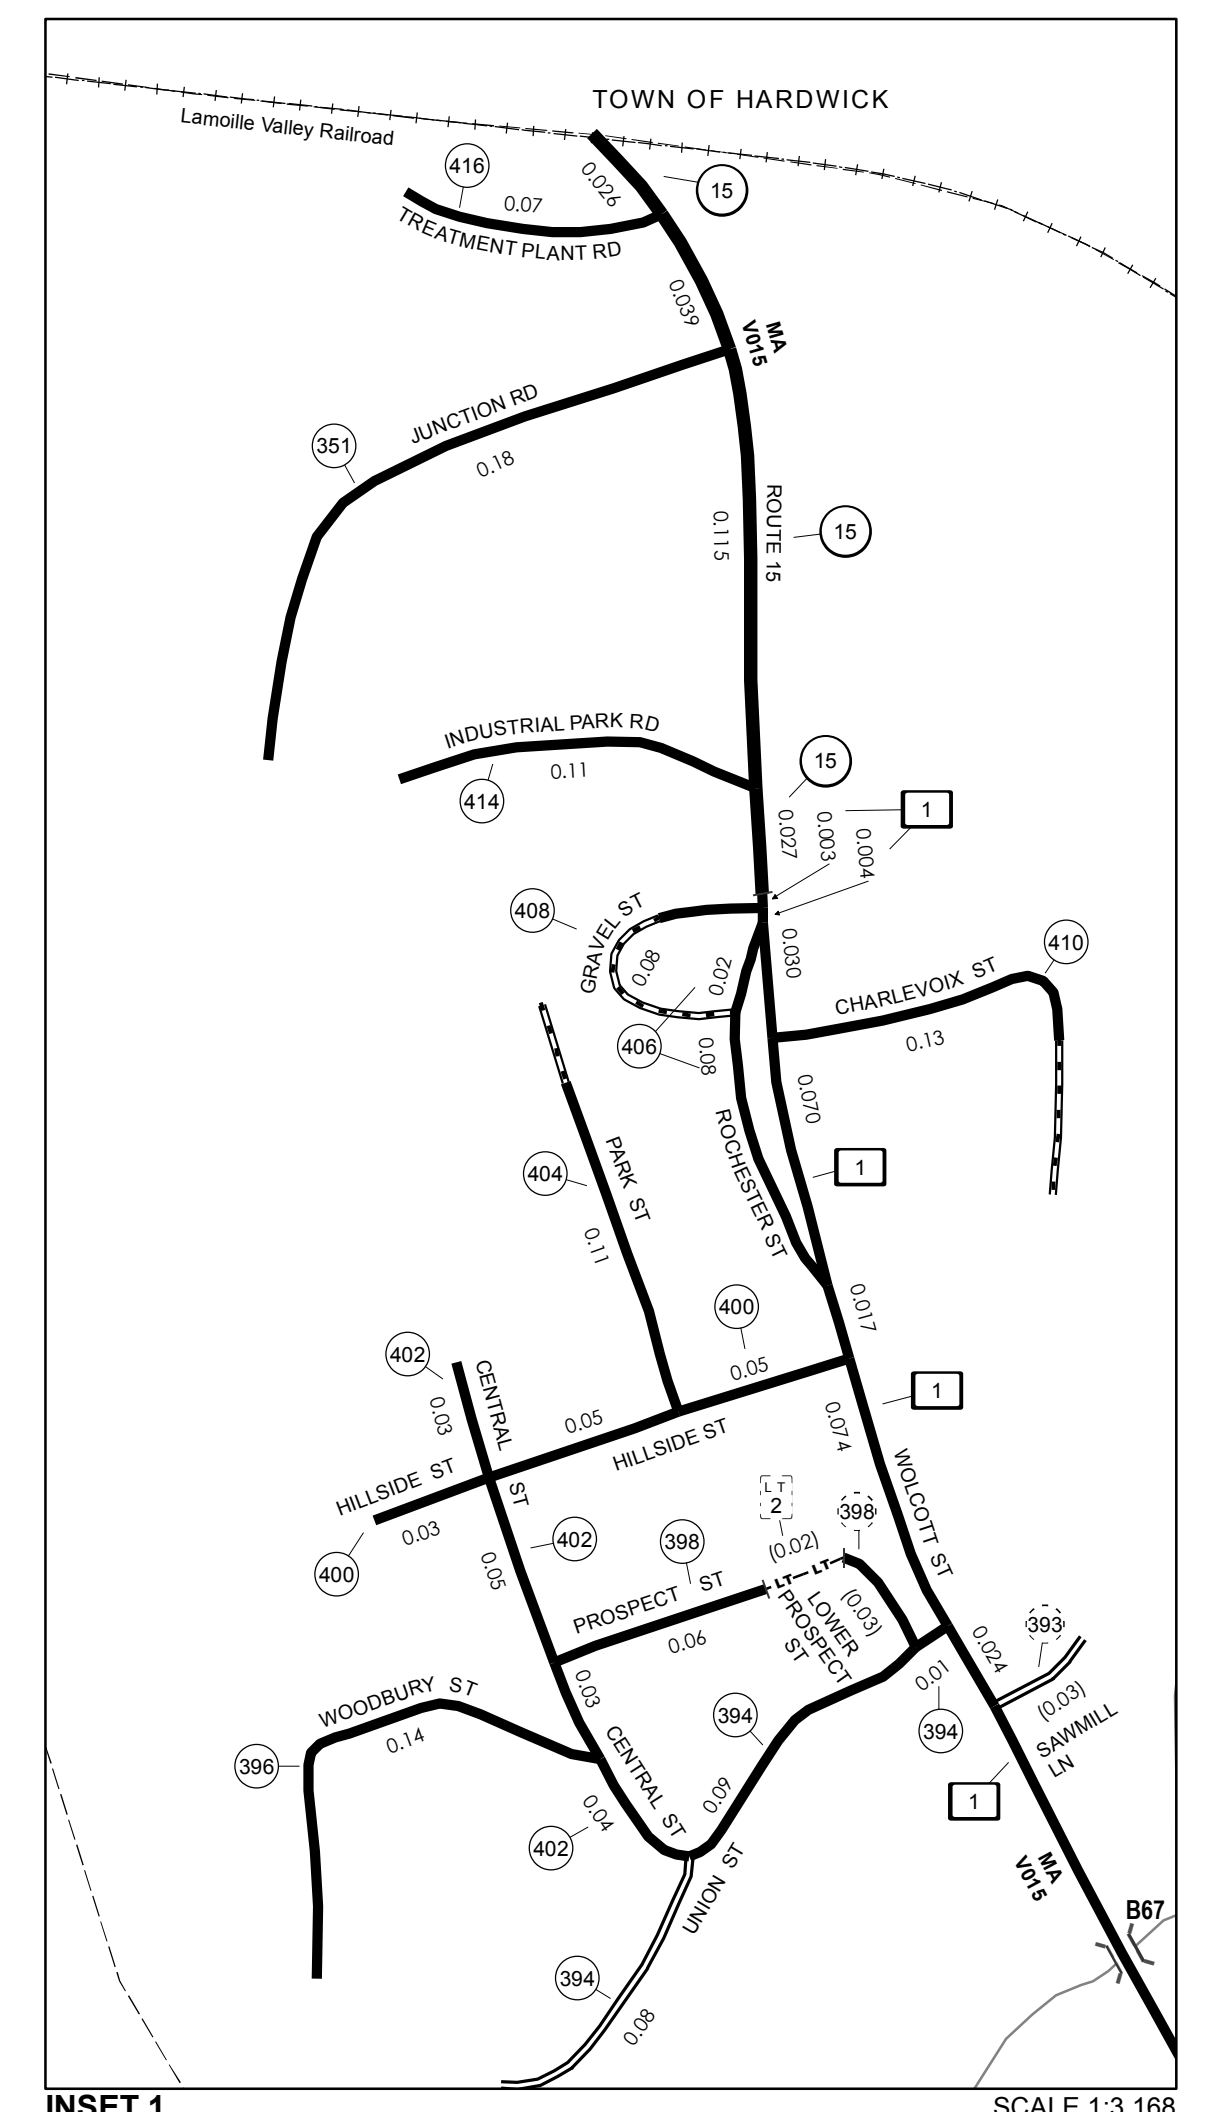 TOWN OF HARDWICK
Lamoille Valley Railroad
416
0.07
0.026
15
TREATMENT PLANT RD
0.039
MA
V015
JUNCTION RD
351
0.18
ROUTE 15
0.115
15
INDUSTRIAL PARK RD
0.11
414
15
1
0.027
0.003
0.004
408
GRAVEL ST
0.08
0.02
0.030
410
CHARLEVOIX ST
0.13
406
0.08
0.070
ROCHESTER ST
404
PARK ST
0.11
1
400
0.017
402
CENTRAL
ST
0.03
0.05
0.05
1
HILLSIDE ST
0.074
HILLSIDE ST
0.03
400
WOLCOTT ST
L T
2
398
(0.02)
402
398
0.05
PROSPECT ST
LT
LT
0.06
LOWER
PROSPECT
ST
(0.03)
393
0.024
0.01
394
(0.03)
SAWMILL
LN
WOODBURY ST
0.14
396
0.03
CENTRAL ST
394
0.09
1
0.04
402
UNION ST
MA
V015
B67
394
0.08
INSET 1
SCALE 1:3,168